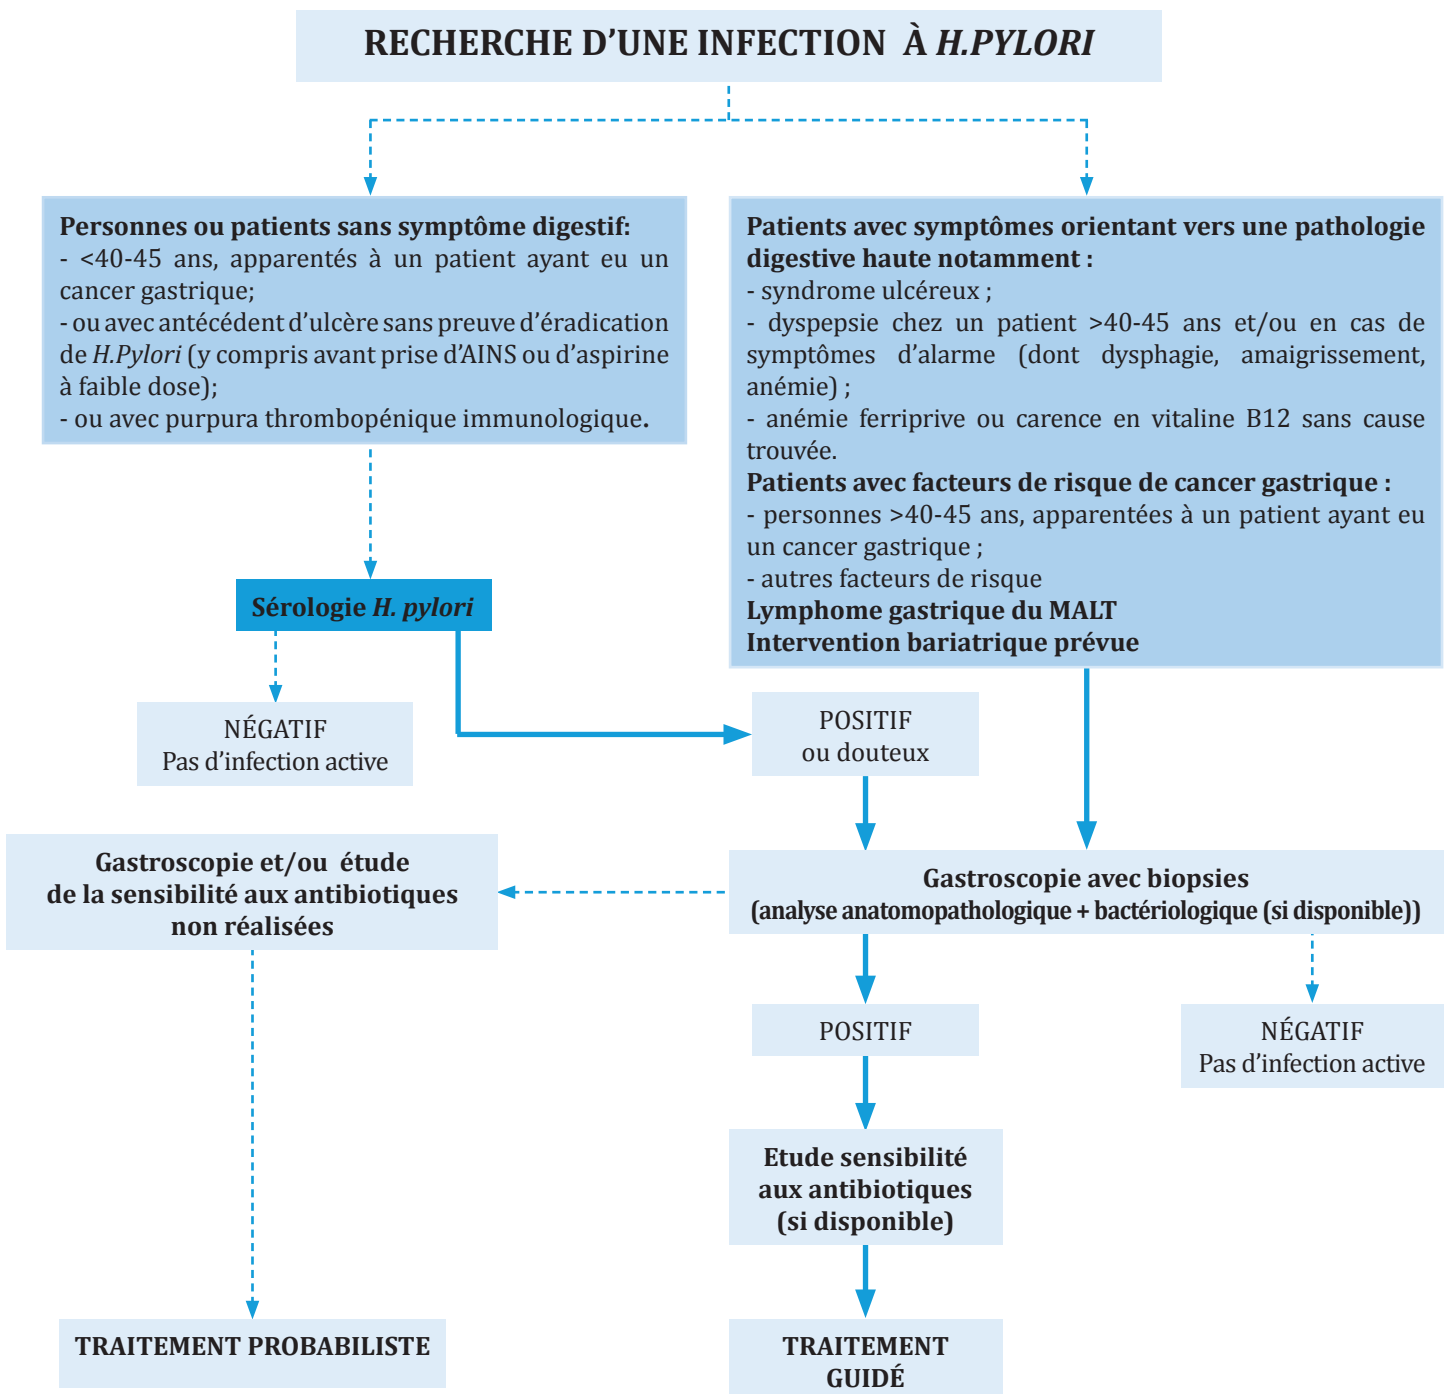 RECHERCHE D'UNE INFECTION À H.PYLORI
Personnes ou patients sans symptôme digestif:
- <40-45 ans, apparentés à un patient ayant eu un
cancer gastrique;
- ou avec antécédent d'ulcère sans preuve d'éradication
de H.Pylori (y compris avant prise d'AINS ou d'aspirine
à faible dose);
- ou avec purpura thrombopénique immunologique.
Patients avec symptômes orientant vers une pathologie
digestive haute notamment :
- syndrome ulcéreux ;
- dyspepsie chez un patient >40-45 ans et/ou en cas de
symptômes d'alarme (dont dysphagie, amaigrissement,
anémie) ;
- anémie ferriprive ou carence en vitaline B12 sans cause
trouvée.
Patients avec facteurs de risque de cancer gastrique :
- personnes >40-45 ans, apparentées à un patient ayant eu
un cancer gastrique ;
- autres facteurs de risque
Lymphome gastrique du MALT
Intervention bariatrique prévue
Sérologie H. pylori
NÉGATIF
Pas d'infection active
POSITIF
ou douteux
Gastroscopie et/ou étude
de la sensibilité aux antibiotiques
non réalisées
Gastroscopie avec biopsies
(analyse anatomopathologique + bactériologique (si disponible))
POSITIF
NÉGATIF
Pas d'infection active
Etude sensibilité
aux antibiotiques
(si disponible)
TRAITEMENT PROBABILISTE
TRAITEMENT
GUIDÉ